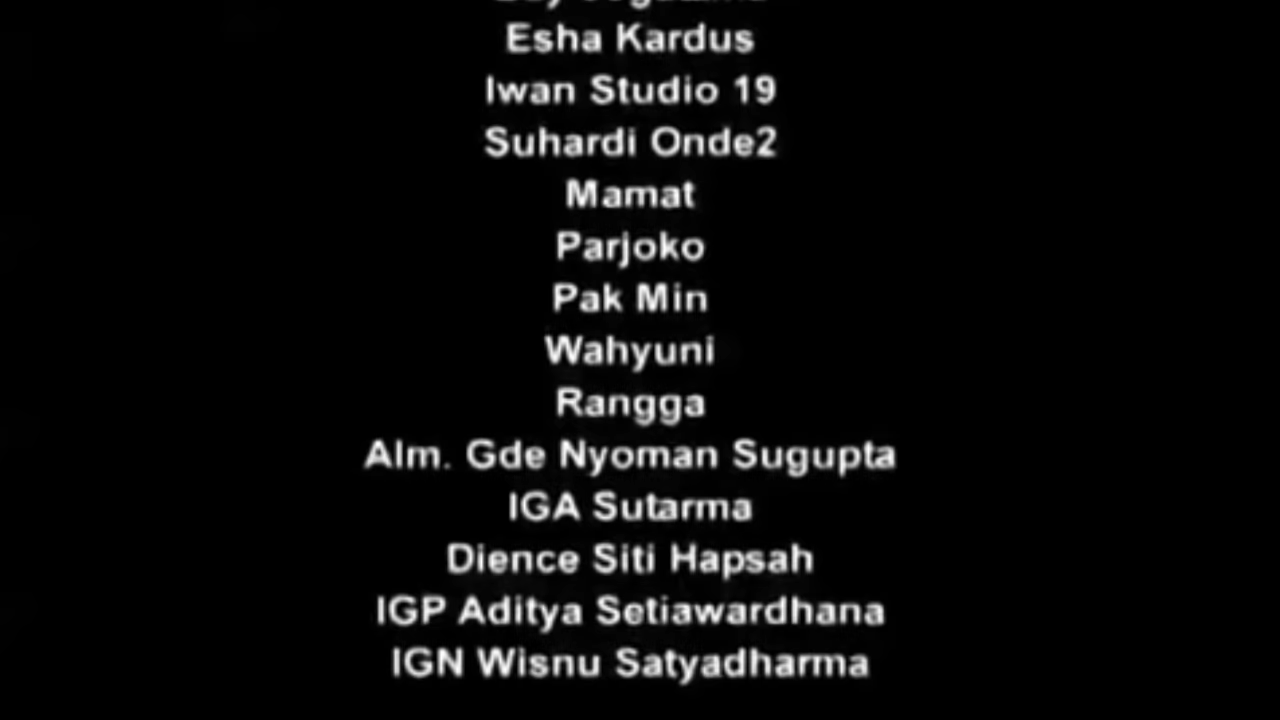 Esha Kardus
Iwan Studio 19
Suhardi Onde2
Mamat
Parjoko
Pak Min
Wahyuni
Rangga
Alm. Gde Nyoman Sugupta
IGA Sutarma
Dience Siti Hapsah
IGP Aditya Setiawardhana
IGN Wisnu Satyadharma